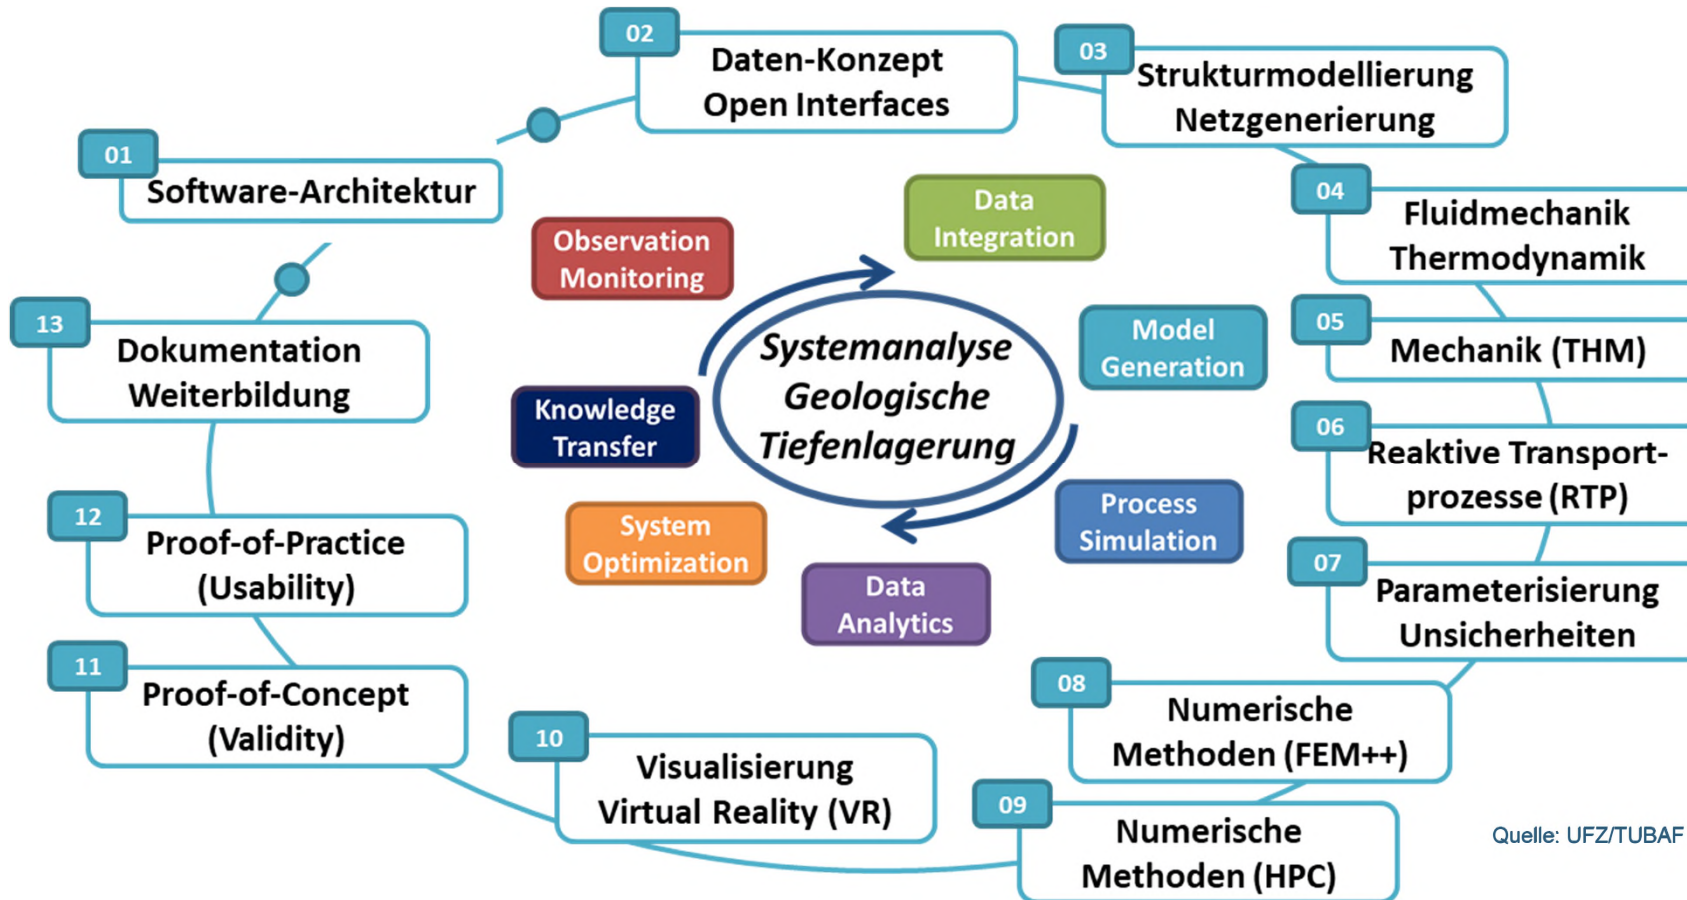 01
Software-Architektur
02
Daten-Konzept
Open Interfaces
03
Strukturmodellierung
Netzgenerierung
04
Fluidmechanik
Thermodynamik
05
Mechanik (THM)
06
Reaktive Transport-
prozesse (RTP)
07
Parameterisierung
Unsicherheiten
08
Numerische
Methoden (FEM++)
09
Numerische
Methoden (HPC)
10
Visualisierung
Virtual Reality (VR)
11
Proof-of-Concept
(Validity)
12
Proof-of-Practice
(Usability)
13
Dokumentation
Weiterbildung
Observation
Monitoring
Data
Integration
Model
Generation
Process
Simulation
Data
Analytics
System
Optimization
Knowledge
Transfer
Systemanalyse
Geologische
Tiefenlagerung
Quelle: UFZ/TUBAF